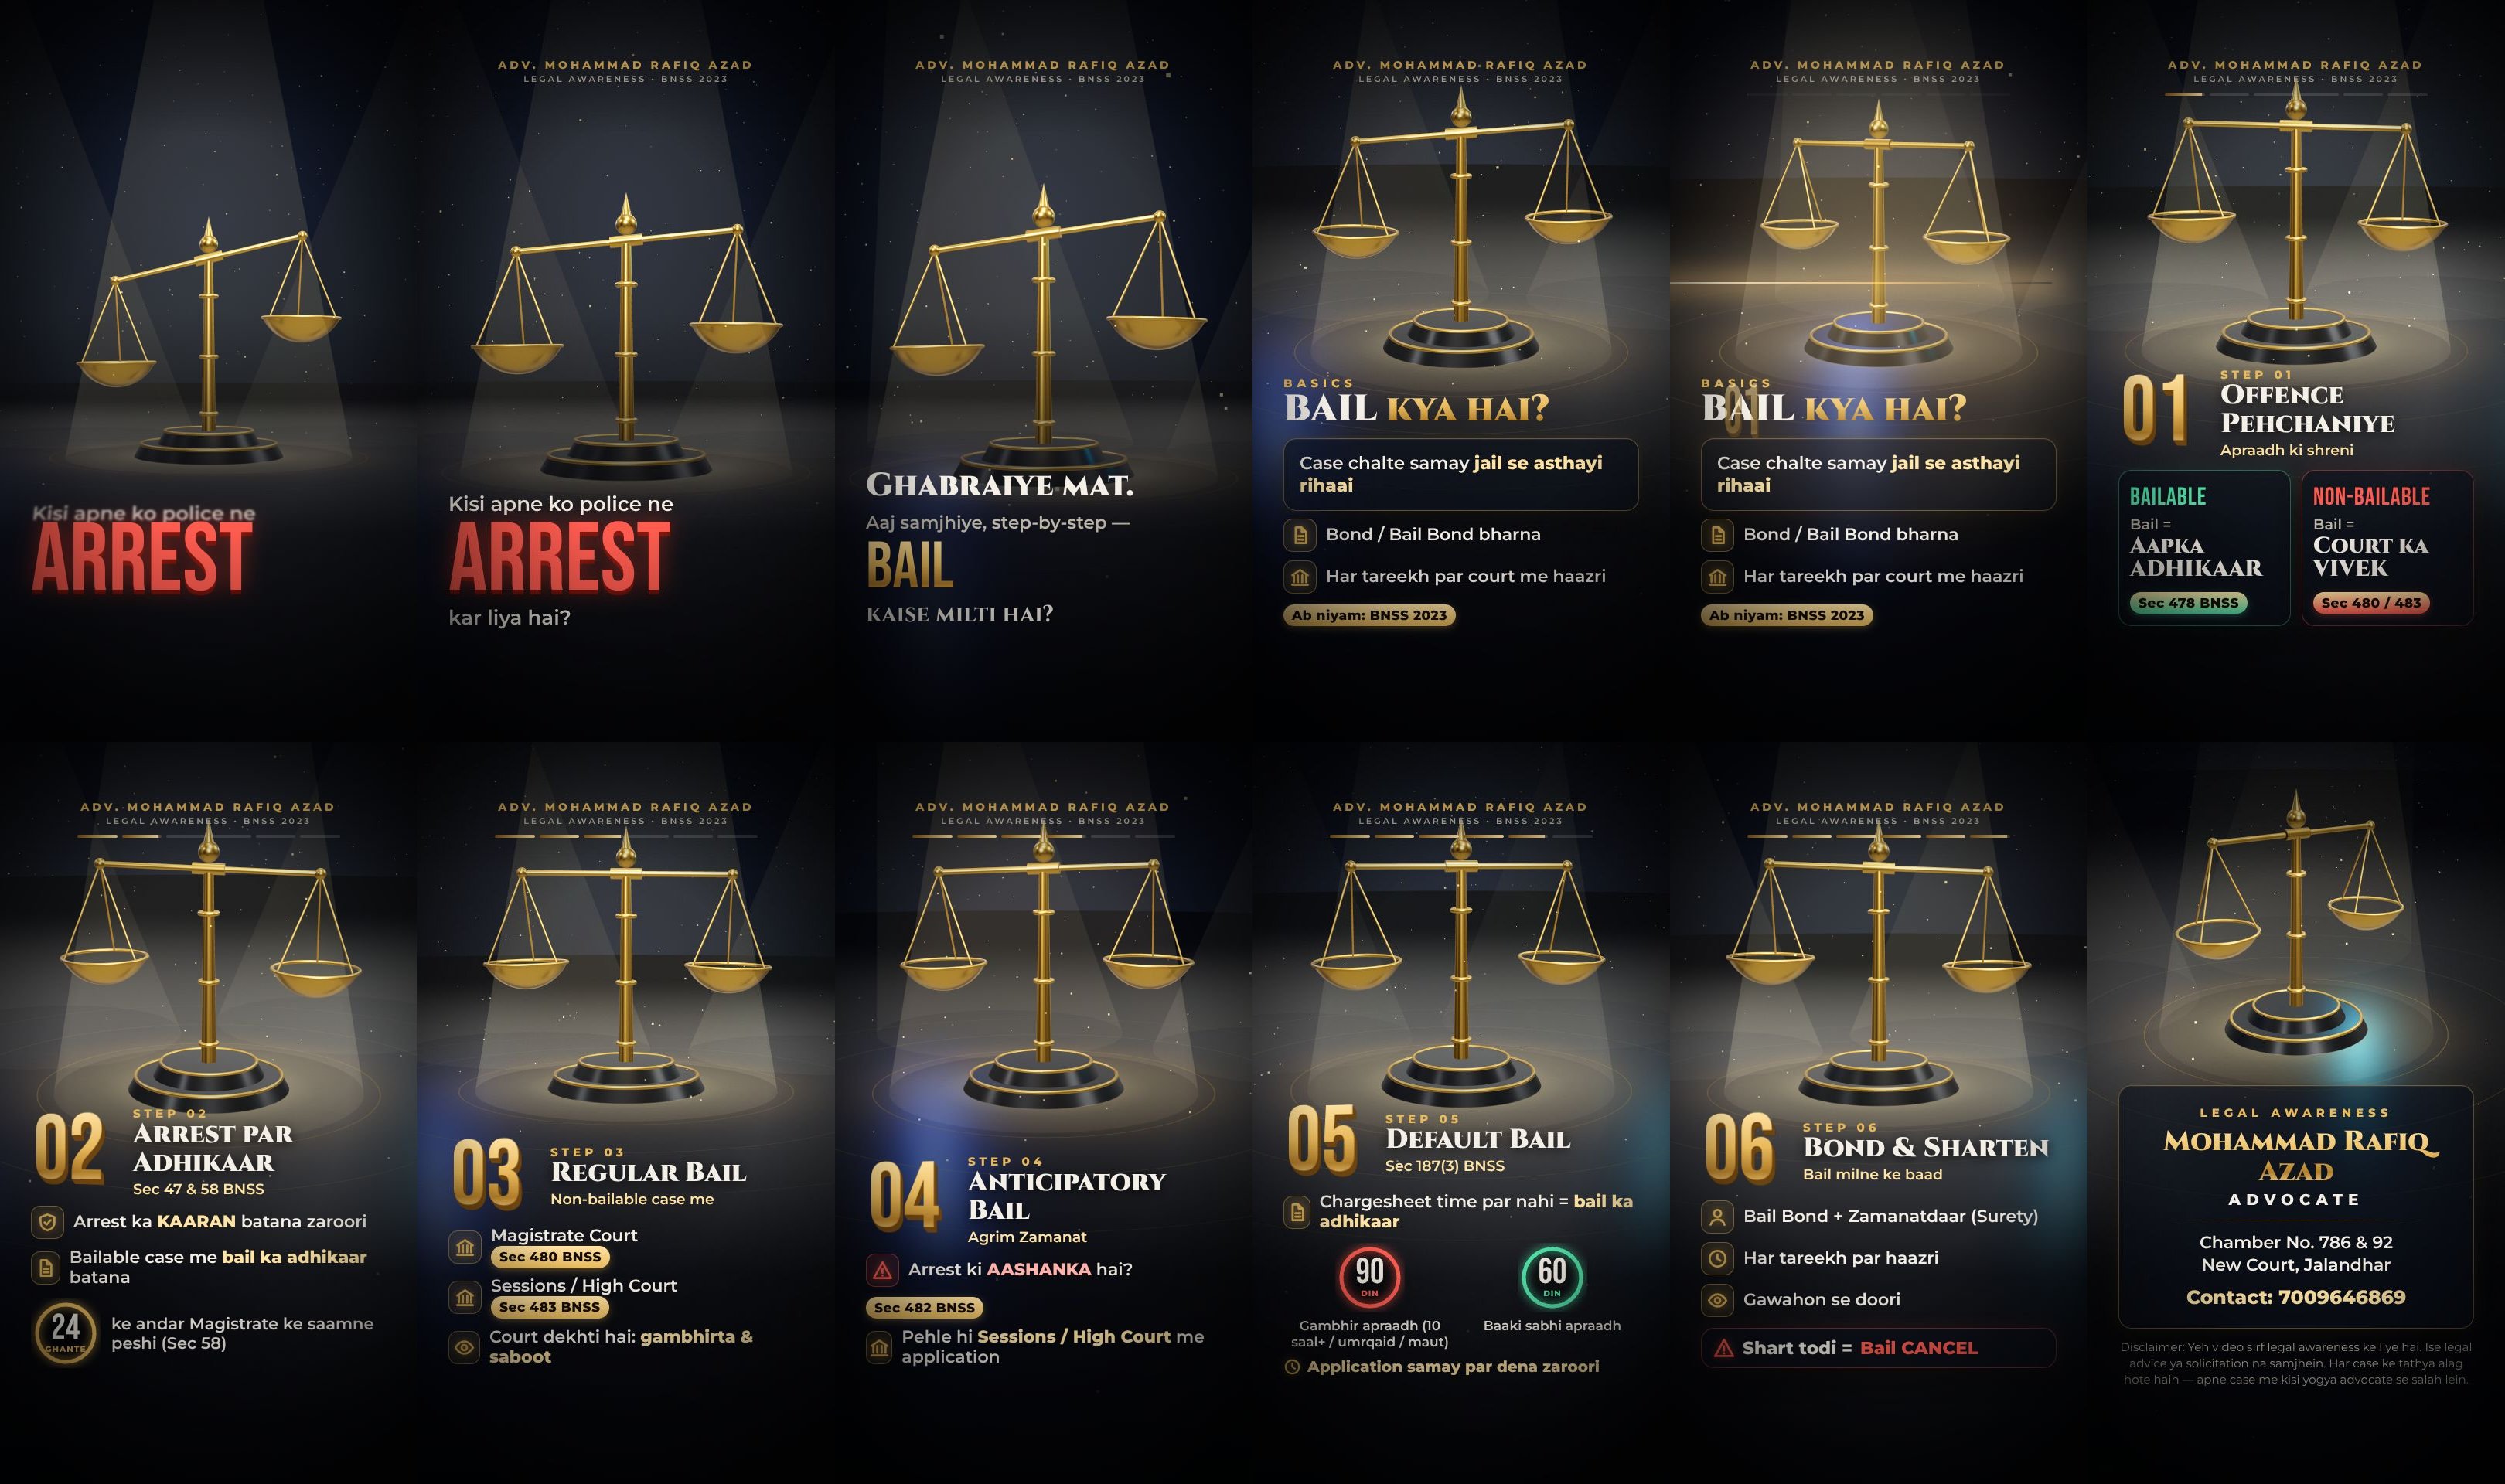 Kisi apne ko police ne
ARREST
ADV. MOHAMMAD RAFIQ AZAD
LEGAL AWARENESS • BNSS 2023
Kisi apne ko police ne
ARREST
kar liya hai?
ADV. MOHAMMAD RAFIQ AZAD
LEGAL AWARENESS • BNSS 2023
GHABRAIYE MAT.
Aaj samjhiye, step-by-step —
BAIL
KAISE MILTI HAI?
ADV. MOHAMMAD RAFIQ AZAD
LEGAL AWARENESS • BNSS 2023
BASICS
BAIL KYA HAI?
Case chalte samay jail se asthayi
rihaai
Bond / Bail Bond bharna
Har tareekh par court me haazri
Ab niyam: BNSS 2023
ADV. MOHAMMAD RAFIQ AZAD
LEGAL AWARENESS • BNSS 2023
BASICS
01
BAIL KYA HAI?
Case chalte samay jail se asthayi
rihaai
Bond / Bail Bond bharna
Har tareekh par court me haazri
Ab niyam: BNSS 2023
ADV. MOHAMMAD RAFIQ AZAD
LEGAL AWARENESS • BNSS 2023
01
STEP 01
OFFENCE
PEHCHANIYE
Apraadh ki shreni
BAILABLE
Bail =
AAPKA
ADHIKAAR
Sec 478 BNSS
NON-BAILABLE
Bail =
COURT KA
VIVEK
Sec 480 / 483
ADV. MOHAMMAD RAFIQ AZAD
LEGAL AWARENESS • BNSS 2023
02
STEP 02
ARREST PAR
ADHIKAAR
Sec 47 & 58 BNSS
Arrest ka KAARAN batana zaroori
Bailable case me bail ka adhikaar
batana
24
GHANTE
ke andar Magistrate ke saamne
peshi (Sec 58)
ADV. MOHAMMAD RAFIQ AZAD
LEGAL AWARENESS • BNSS 2023
03
STEP 03
REGULAR BAIL
Non-bailable case me
Magistrate Court
Sec 480 BNSS
Sessions / High Court
Sec 483 BNSS
Court dekhti hai: gambhirta &
saboot
ADV. MOHAMMAD RAFIQ AZAD
LEGAL AWARENESS • BNSS 2023
04
STEP 04
ANTICIPATORY
BAIL
Agrim Zamanat
Arrest ki AASHANKA hai?
Sec 482 BNSS
Pehle hi Sessions / High Court me
application
ADV. MOHAMMAD RAFIQ AZAD
LEGAL AWARENESS • BNSS 2023
05
STEP 05
DEFAULT BAIL
Sec 187(3) BNSS
Chargesheet time par nahi = bail ka
adhikaar
90
DIN
Gambhir apraadh (10
saal+ / umrqaid / maut)
60
DIN
Baaki sabhi apraadh
Application samay par dena zaroori
ADV. MOHAMMAD RAFIQ AZAD
LEGAL AWARENESS • BNSS 2023
06
STEP 06
BOND & SHARTEN
Bail milne ke baad
Bail Bond + Zamanatdaar (Surety)
Har tareekh par haazri
Gawahon se doori
Shart todi = Bail CANCEL
LEGAL AWARENESS
MOHAMMAD RAFIQ
AZAD
ADVOCATE
Chamber No. 786 & 92
New Court, Jalandhar
Contact: 7009646869
Disclaimer: Yeh video sirf legal awareness ke liye hai. Ise legal
advice ya solicitation na samjhein. Har case ke tathya alag
hote hain — apne case me kisi yogya advocate se salah lein.